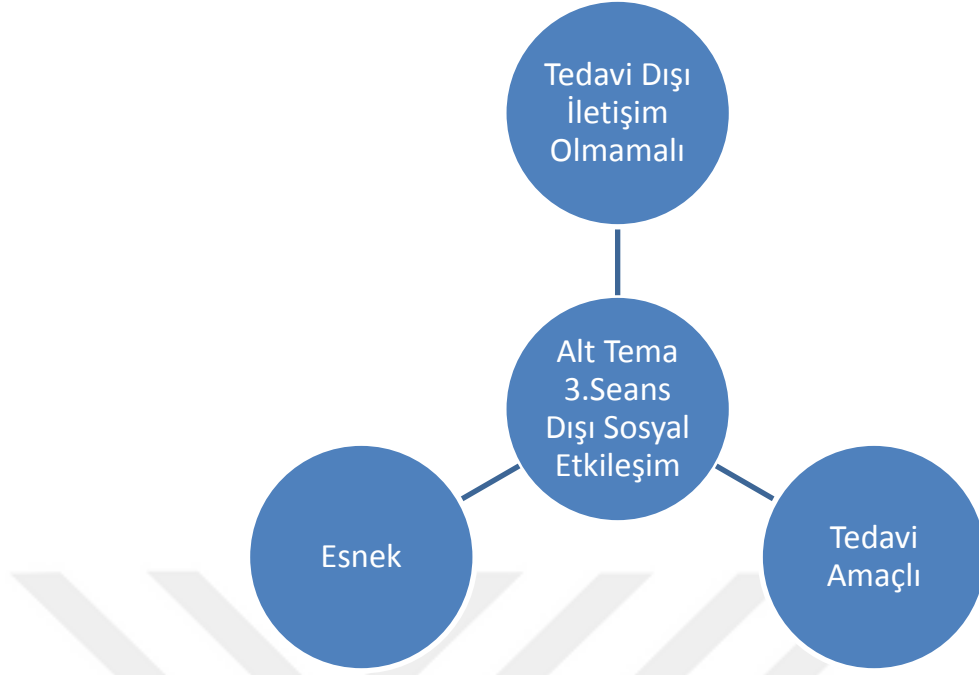 Tedavi Dışı
İletişim
Olmamalı
Alt Tema
3.Seans
Dışı Sosyal
Etkileşim
Esnek
Tedavi
Amaçlı